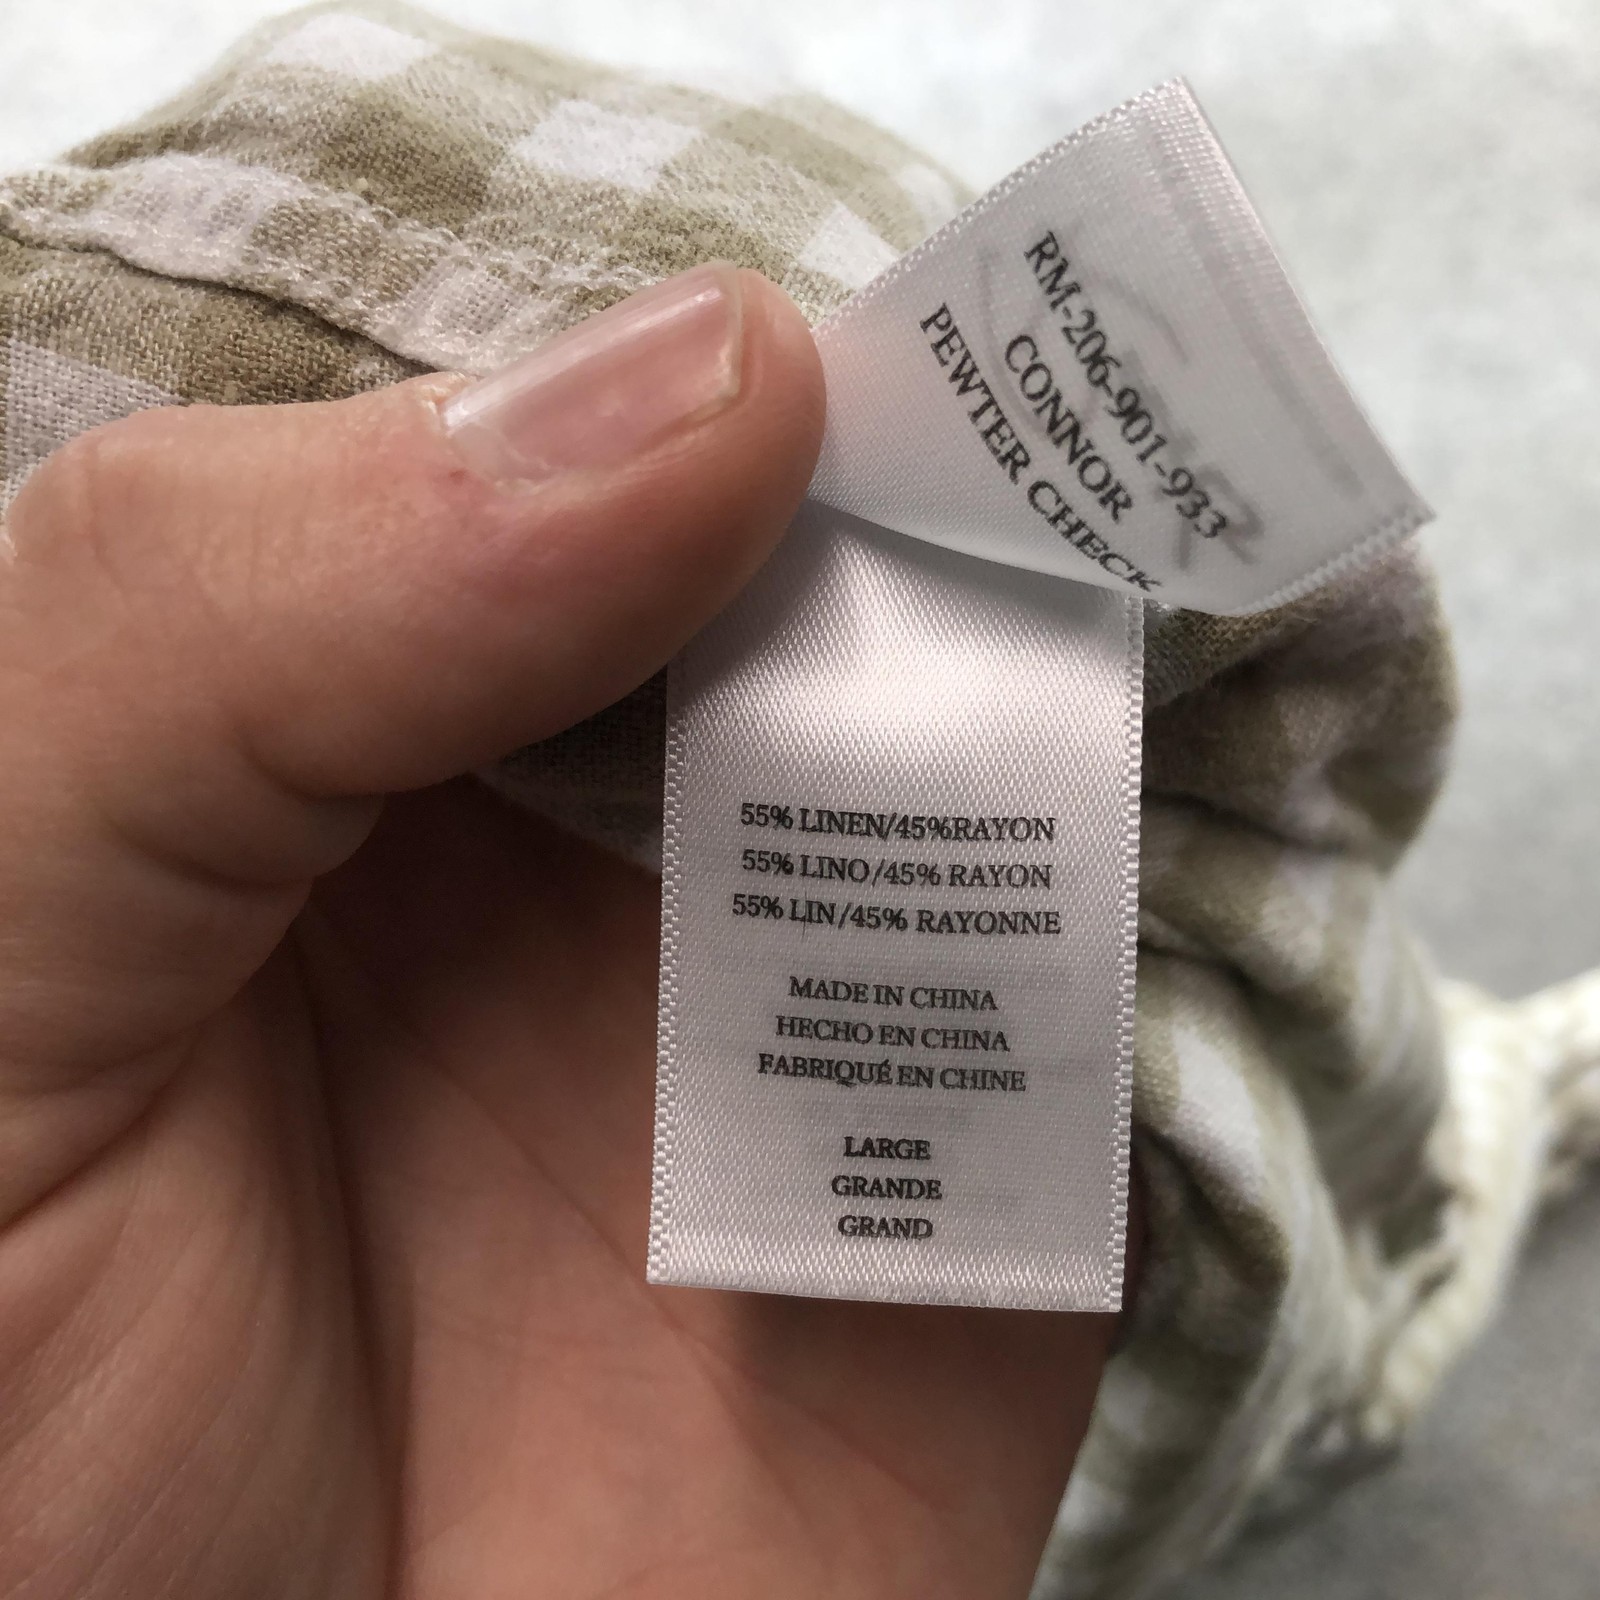 RM-206-901-933
CONNOR
PEWTER CHECK
55% LINEN/45%RAYON
55% LINO/45% RAYON
55% LIN/45% RAYONNE
MADE IN CHINA
HECHO EN CHINA
FABRIQUÉ EN CHINE
LARGE
GRANDE
GRAND